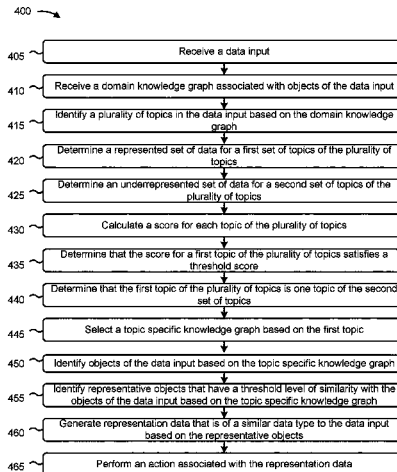 400
405
Receive a data input
410
Receive a domain knowledge graph associated with objects of the data input
415
Identify a plurality of topics in the data input based on the domain knowledge
graph
420
Determine a represented set of data for a first set of topics of the plurality of
topics
425
Determine an underrepresented set of data for a second set of topics of the
plurality of topics
430
Calculate a score for each topic of the plurality of topics
435
Determine that the score for a first topic of the plurality of topics satisfies a
threshold score
440
Determine that the first topic of the plurality of topics is one topic of the second
set of topics
445
Select a topic specific knowledge graph based on the first topic
450
Identify objects of the data input based on the topic specific knowledge graph
455
Identify representative objects that have a threshold level of similarity with the
objects of the data input based on the topic specific knowledge graph
460
Generate representation data that is of a similar data type to the data input
based on the representative objects
465
Perform an action associated with the representation data